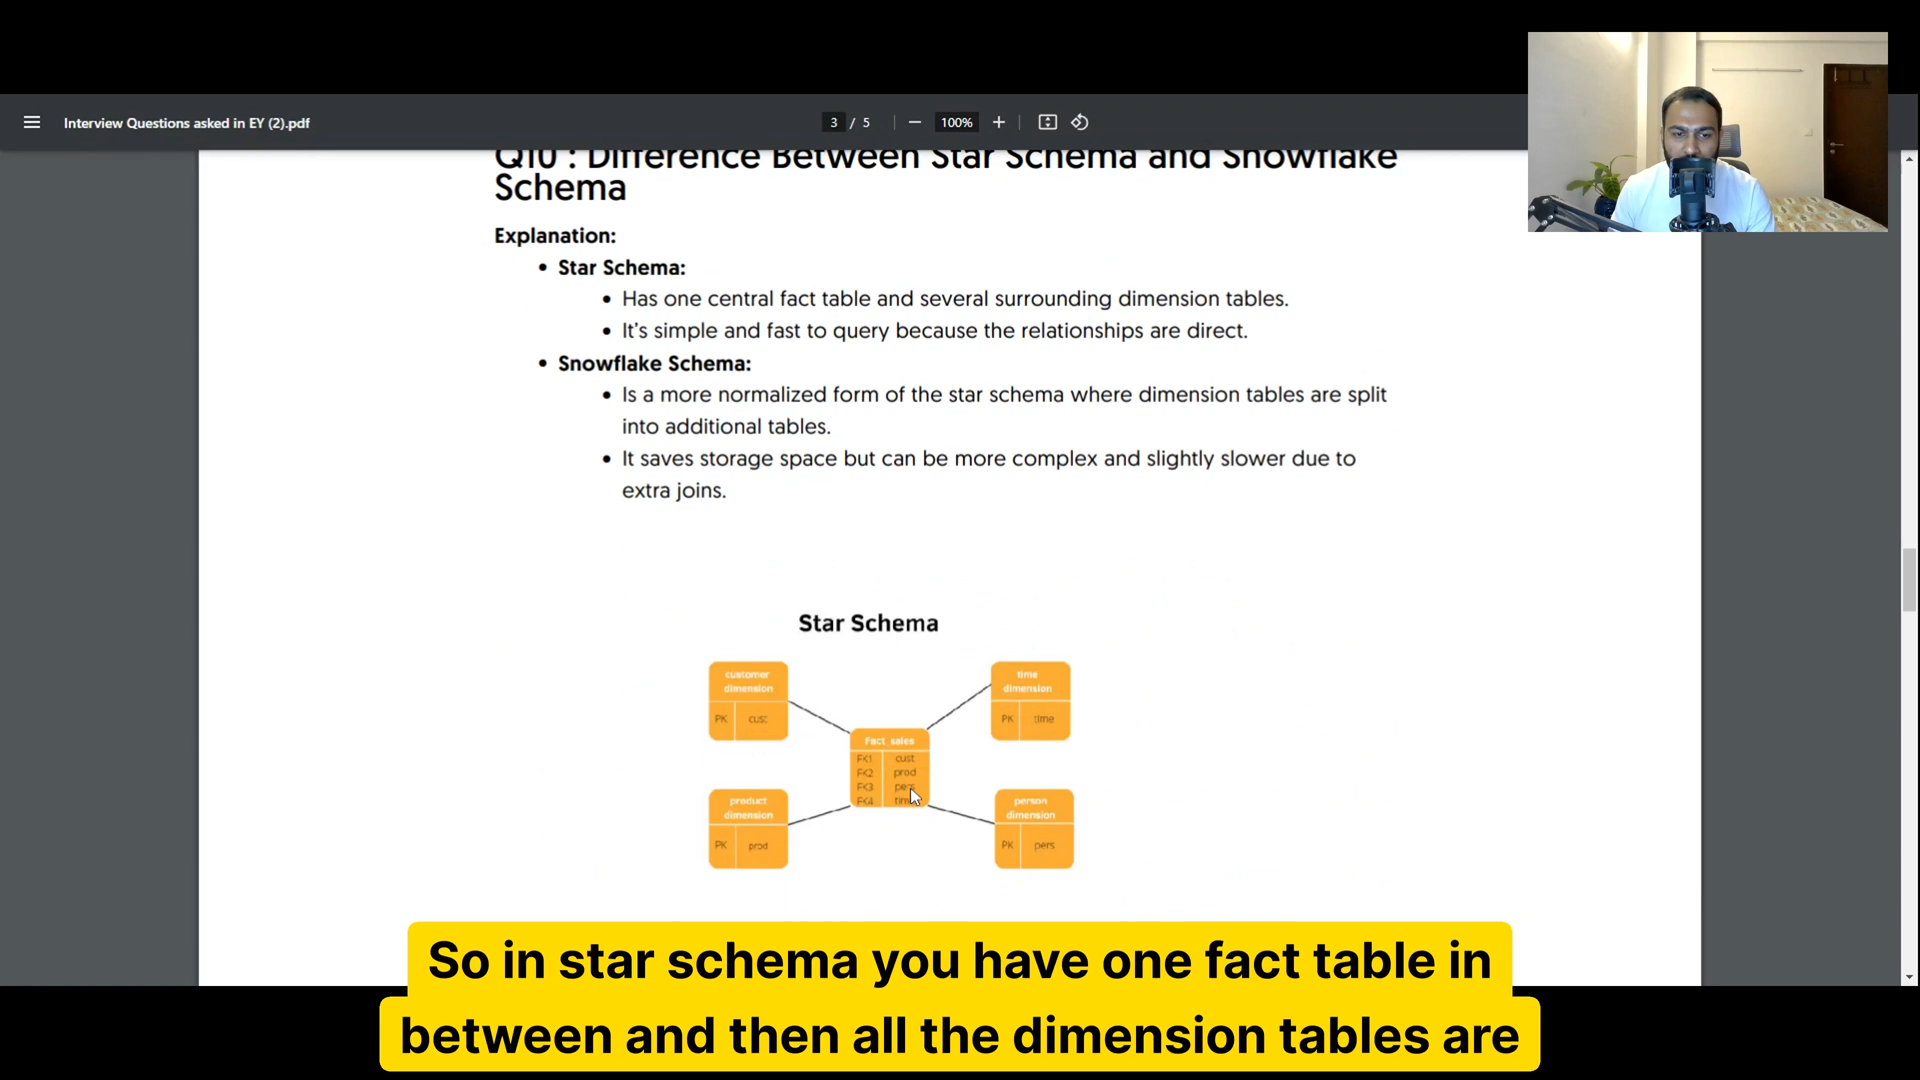 Interview Questions asked in EY (2).pdf
3 / 5
100%
Q10 : Difference Between Star Schema and Snowflake
Schema
Explanation:
• Star Schema:
• Has one central fact table and several surrounding dimension tables.
• It's simple and fast to query because the relationships are direct.
• Snowflake Schema:
• Is a more normalized form of the star schema where dimension tables are split
into additional tables.
• It saves storage space but can be more complex and slightly slower due to
extra joins.
Star Schema
customer
dimension
PK cust
time
dimension
PK time
Fact sales
FK1 cust
FK2 prod
FK3 pers
FK4 time
product
dimension
PK prod
person
dimension
PK pers
So in star schema you have one fact table in
between and then all the dimension tables are